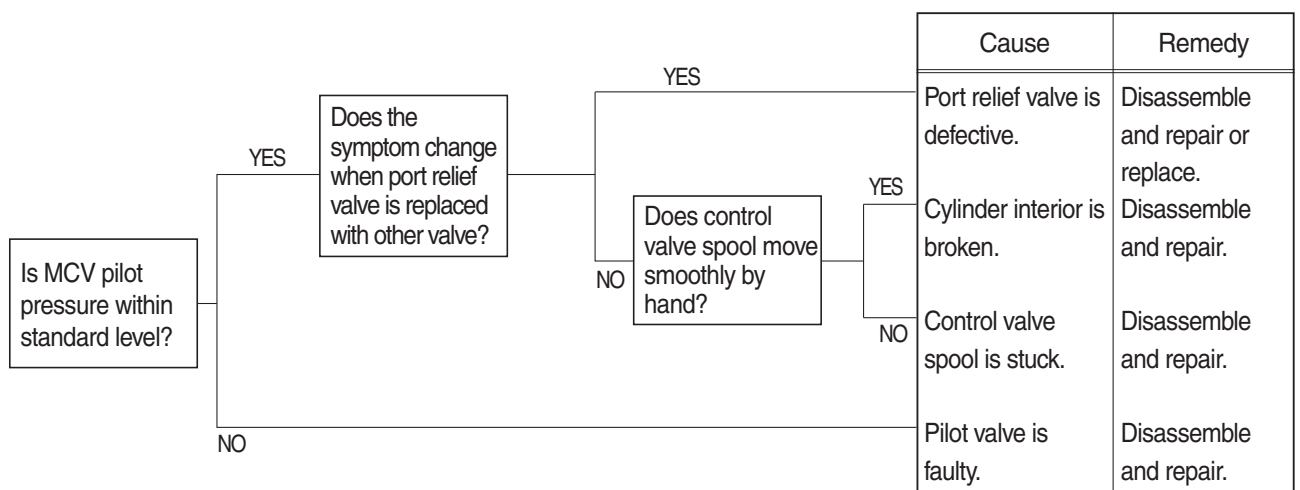 Is MCV pilot
pressure within
standard level?
YES
NO
Does the
symptom change
when port relief
valve is replaced
with other valve?
YES
NO
Does control
valve spool move
smoothly by
hand?
YES
NO
Cause
Remedy
Port relief valve is
defective.
Disassemble
and repair or
replace.
Cylinder interior is
broken.
Disassemble
and repair.
Control valve
spool is stuck.
Disassemble
and repair.
Pilot valve is
faulty.
Disassemble
and repair.